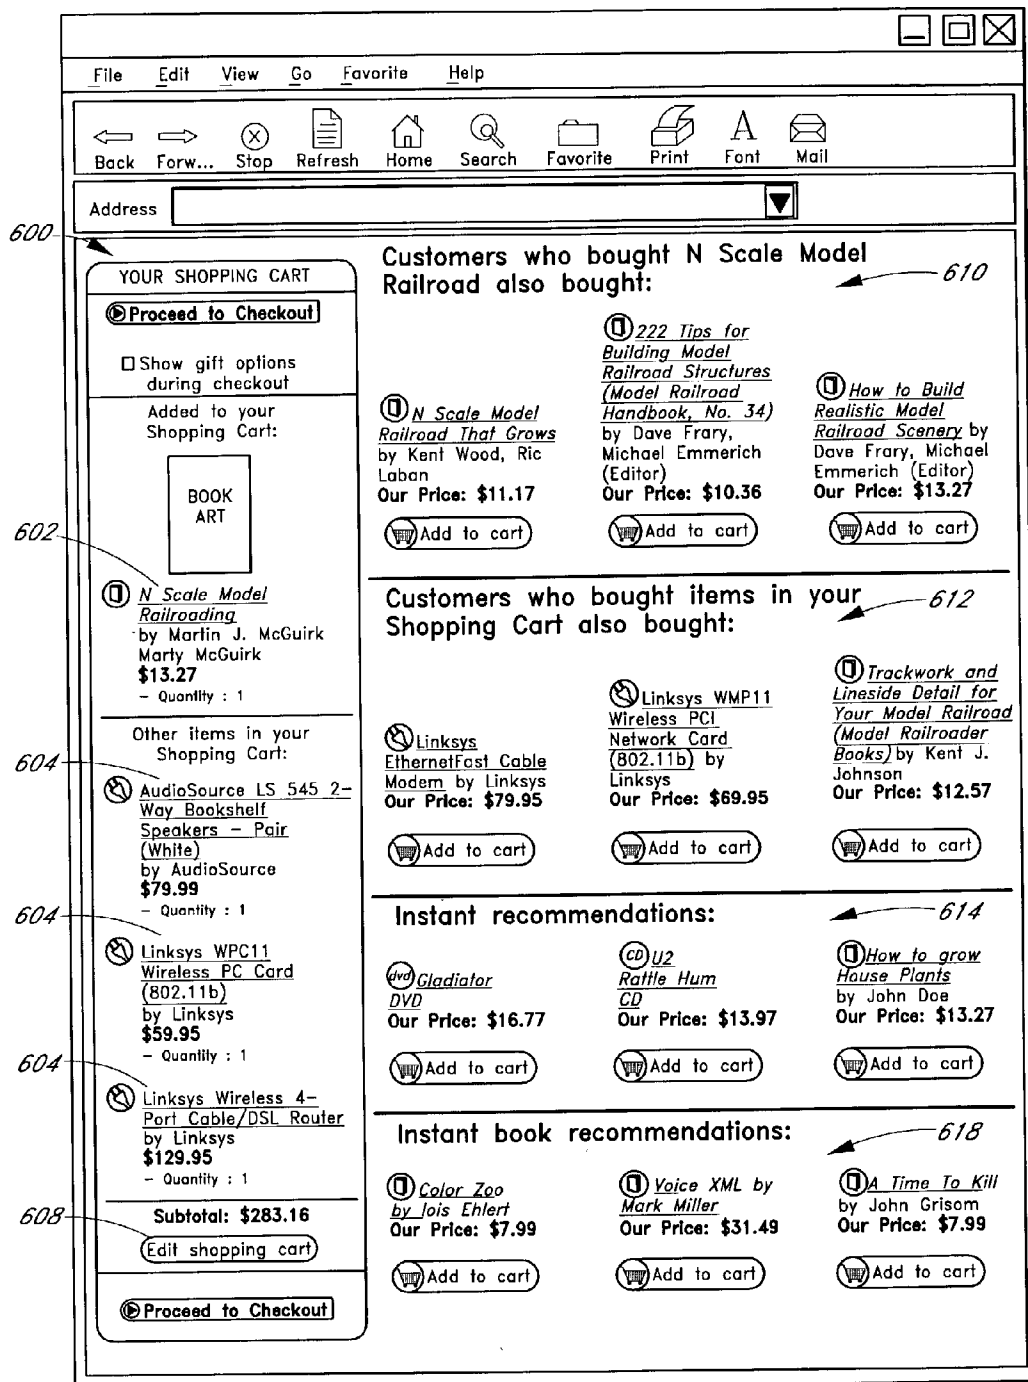 File Edit View Go Favorite Help
Back Forw... Stop Refresh Home Search Favorite Print Font Mail
A
Address
600
YOUR SHOPPING CART
Proceed to Checkout
Show gift options
during checkout
Added to your
Shopping Cart:
BOOK
ART
602
N Scale Model
Railroading
by Marlin J. McGuirk
Marty McGuirk
$13.27
- Quantity : 1
Other items in your
Shopping Cart:
604
AudioSource LS 545 2-
Way Bookshelf
Speakers - Pair
(White)
by AudioSource
$79.99
- Quantity : 1
604
Linksys WPC11
Wireless PC Card
(802.11b)
by Linksys
$59.95
- Quantity : 1
604
Linksys Wireless 4-
Port Cable/DSL Router
by Linksys
$129.95
- Quantity : 1
Subtotal: $283.16
608
Edit shopping cart
Proceed to Checkout
Customers who bought N Scale Model
Railroad also bought:
610
N Scale Model
Railroad That Grows
by Kent Wood, Ric
Laban
Our Price: $11.17
Add to cart
222 Tips for
Building Model
Railroad Structures
(Model Railroad
Handbook, No. 34)
by Dave Frary,
Michael Emmerich
(Editor)
Our Price: $10.36
Add to cart
How to Build
Realistic Model
Railroad Scenery by
Dave Frary, Michael
Emmerich (Editor)
Our Price: $13.27
Add to cart
Customers who bought items in your
Shopping Cart also bought:
612
Linksys
EthernetFast Cable
Modem by Linksys
Our Price: $79.95
Add to cart
Linksys WMP11
Wireless PCI
Network Card
(802.11b) by
Linksys
Our Price: $69.95
Add to cart
Trackwork and
Lineside Detail for
Your Model Railroad
(Model Railroader
Books) by Kent J.
Johnson
Our Price: $12.57
Add to cart
Instant recommendations:
614
dvd Gladiator
DVD
Our Price: $16.77
Add to cart
CD U2
Rattle Hum
CD
Our Price: $13.97
Add to cart
How to grow
House Plants
by John Doe
Our Price: $13.27
Add to cart
Instant book recommendations:
618
Color Zoo
by lois Ehlert
Our Price: $7.99
Add to cart
Voice XML by
Mark Miller
Our Price: $31.49
Add to cart
A Time To Kill
by John Grisom
Our Price: $7.99
Add to cart